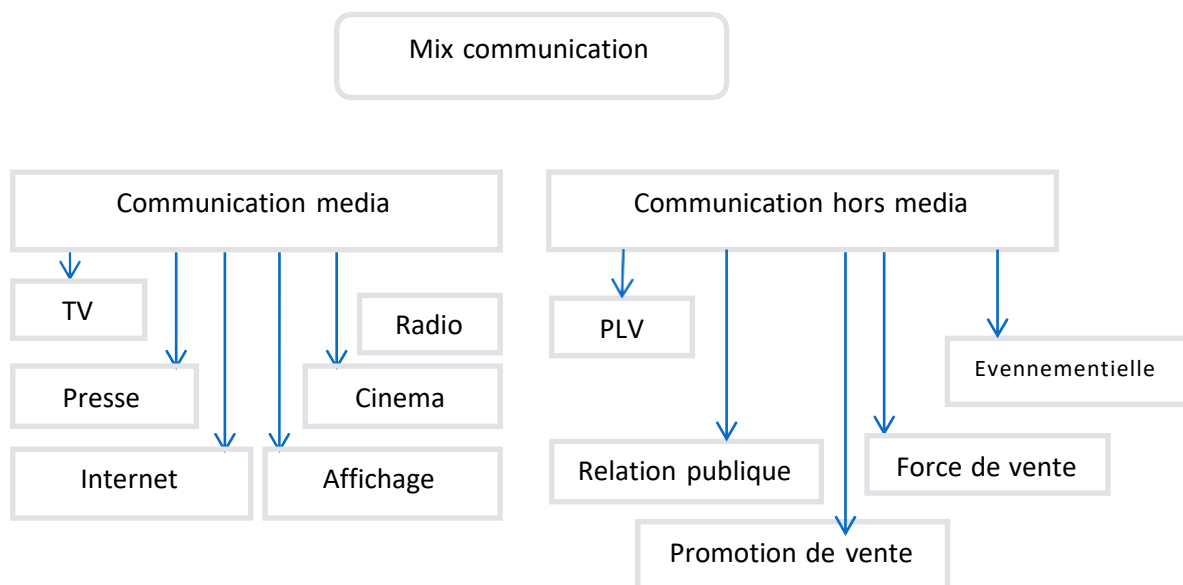 Mix communication
Communication media
Communication hors media
TV
Radio
PLV
Presse
Cinema
Evennementielle
Internet
Affichage
Relation publique
Force de vente
Promotion de vente